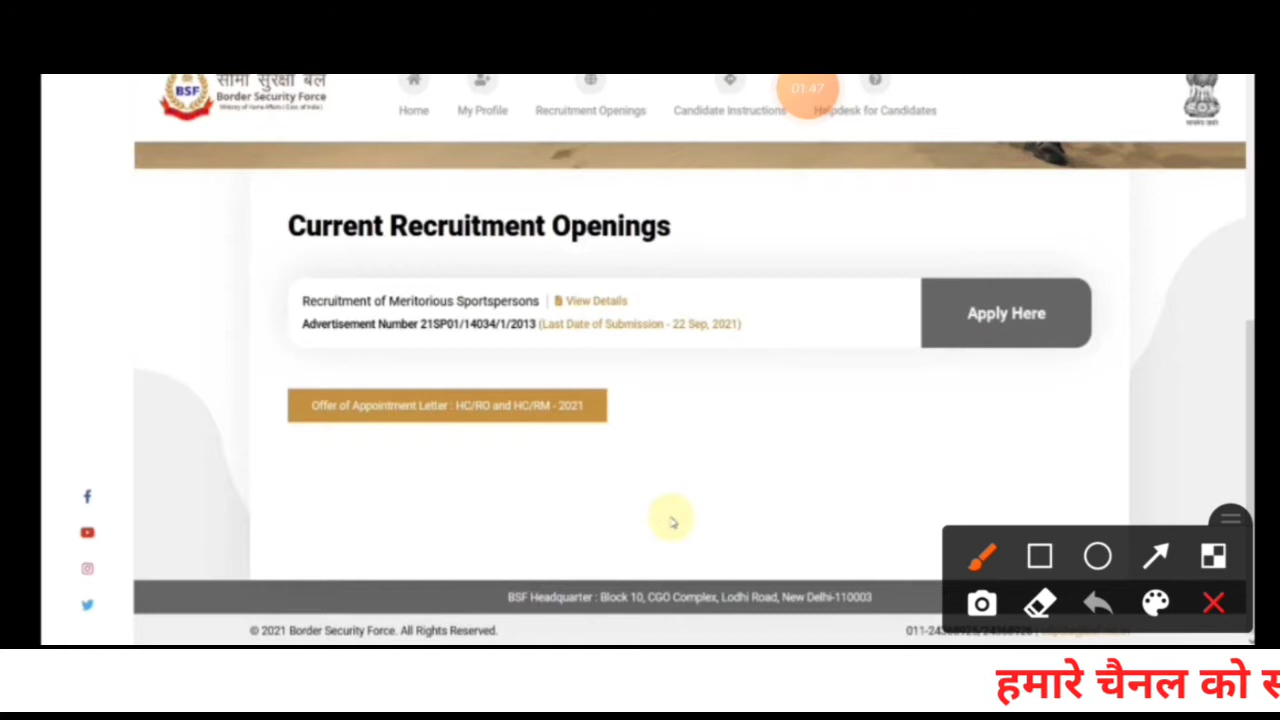 सीमा सुरक्षा बल
BSF
Border Security Force
Home
My Profile
Recruitment Openings
Candidate Instructions
01:47
Helpdesk for Candidates
Current Recruitment Openings
Recruitment of Meritorious Sportspersons | View Details
Advertisement Number 21SP01/14034/1/2013 (Last Date of Submission - 22 Sep, 2021)
Apply Here
Offer of Appointment Letter : HC/RO and HC/RM - 2021
BSF Headquarter : Block 10, CGO Complex, Lodhi Road, New Delhi-110003
© 2021 Border Security Force. All Rights Reserved.
हमारे चैनल को